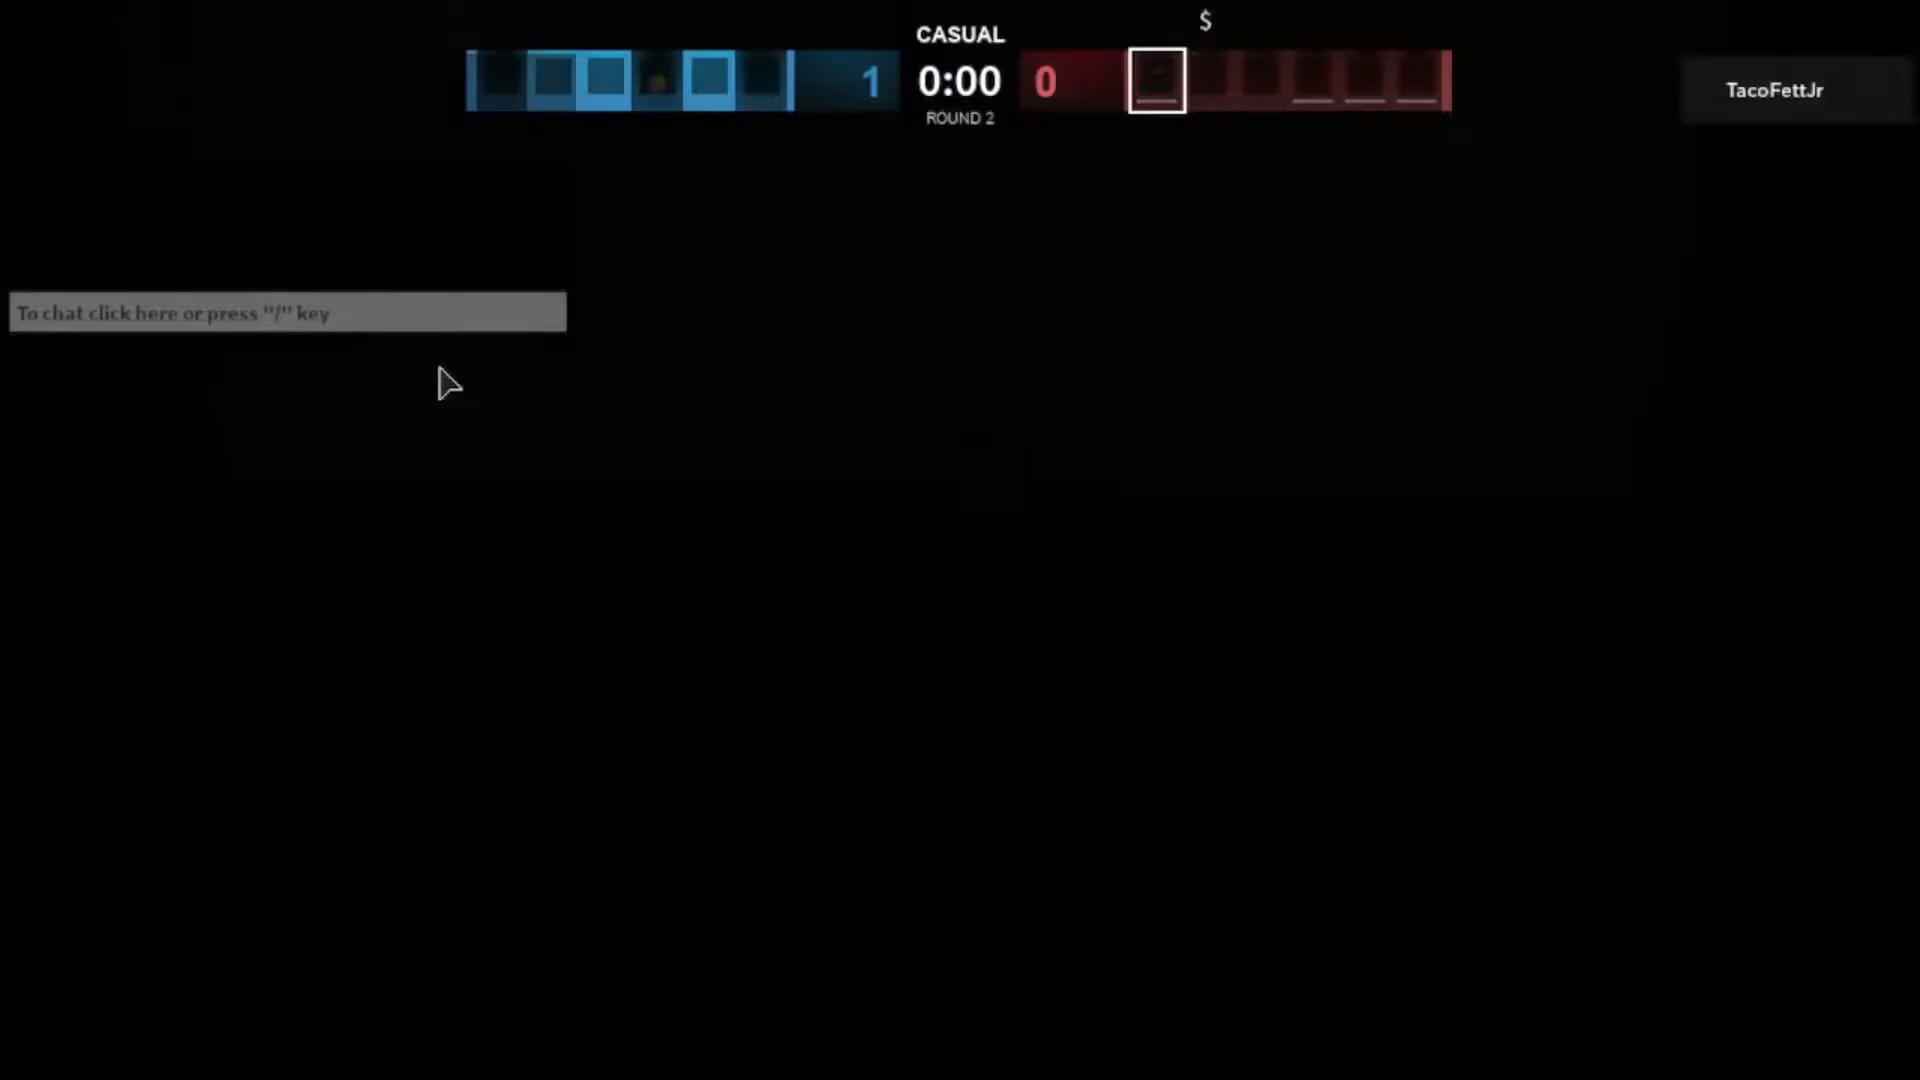 $
CASUAL
1 0:00 0
ROUND 2
TacoFettJr
To chat click here or press "/" key